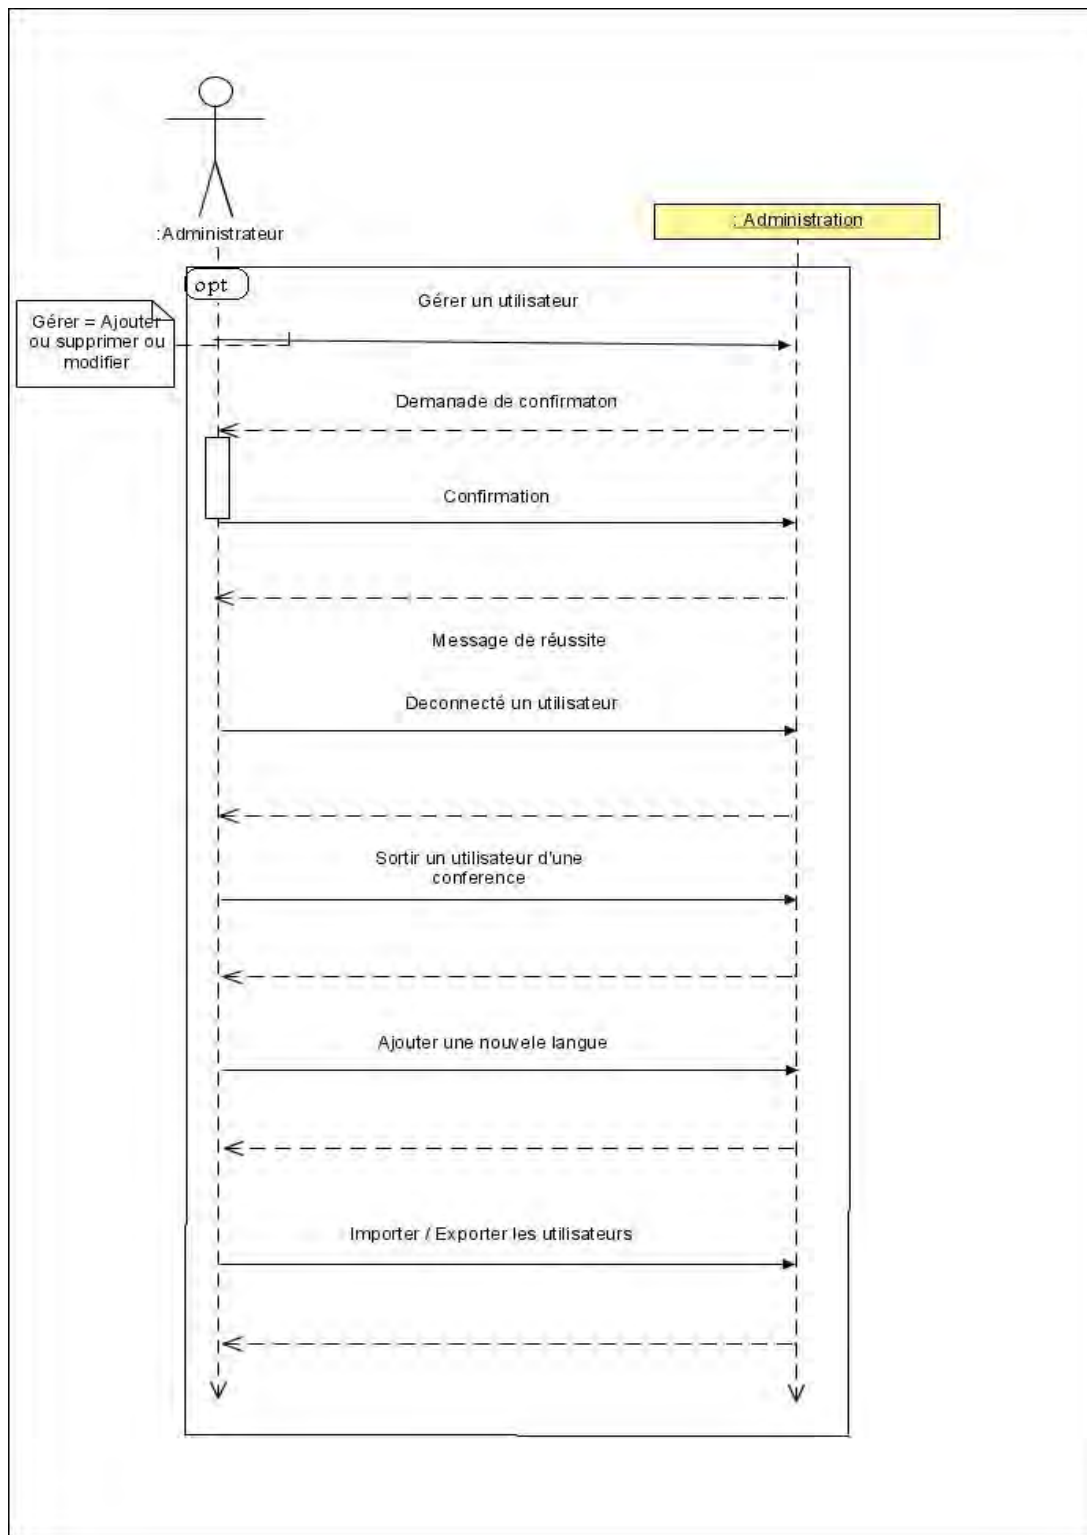 :Administrateur
: Administration
opt
Gérer un utilisateur
Gérer = Ajouter
ou supprimer ou
modifier
Demanade de confirmaton
Confirmation
Message de réussite
Deconnecté un utilisateur
Sortir un utilisateur d'une
conference
Ajouter une nouvele langue
Importer / Exporter les utilisateurs